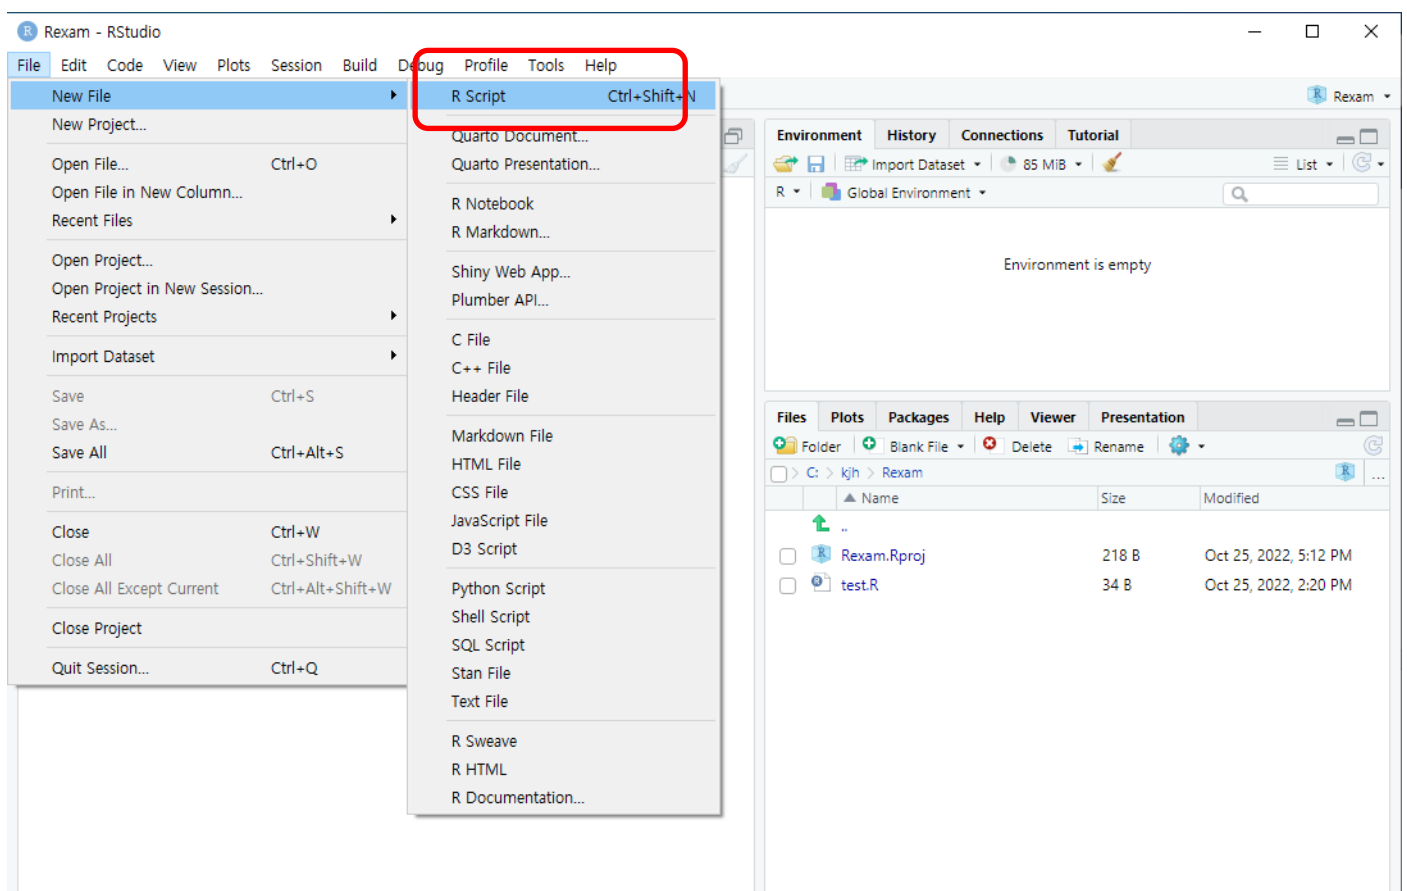 Rexam - RStudio
File Edit Code View Plots Session Build Debug Profile Tools Help
New File
New Project...
Open File... Ctrl+O
Open File in New Column...
Recent Files
Open Project...
Open Project in New Session...
Recent Projects
Import Dataset
Save Ctrl+S
Save As...
Save All Ctrl+Alt+S
Print...
Close Ctrl+W
Close All Ctrl+Shift+W
Close All Except Current Ctrl+Alt+Shift+W
Close Project
Quit Session... Ctrl+Q
R Script Ctrl+Shift+N
Quarto Document...
Quarto Presentation...
R Notebook
R Markdown...
Shiny Web App...
Plumber API...
C File
C++ File
Header File
Markdown File
HTML File
CSS File
JavaScript File
D3 Script
Python Script
Shell Script
SQL Script
Stan File
Text File
R Sweave
R HTML
R Documentation...
Rexam
Environment History Connections Tutorial
Import Dataset 85 MiB List
R Global Environment
Environment is empty
Files Plots Packages Help Viewer Presentation
Folder Blank File Delete Rename
C: > kjh > Rexam ...
Name Size Modified
..
Rexam.Rproj 218 B Oct 25, 2022, 5:12 PM
test.R 34 B Oct 25, 2022, 2:20 PM